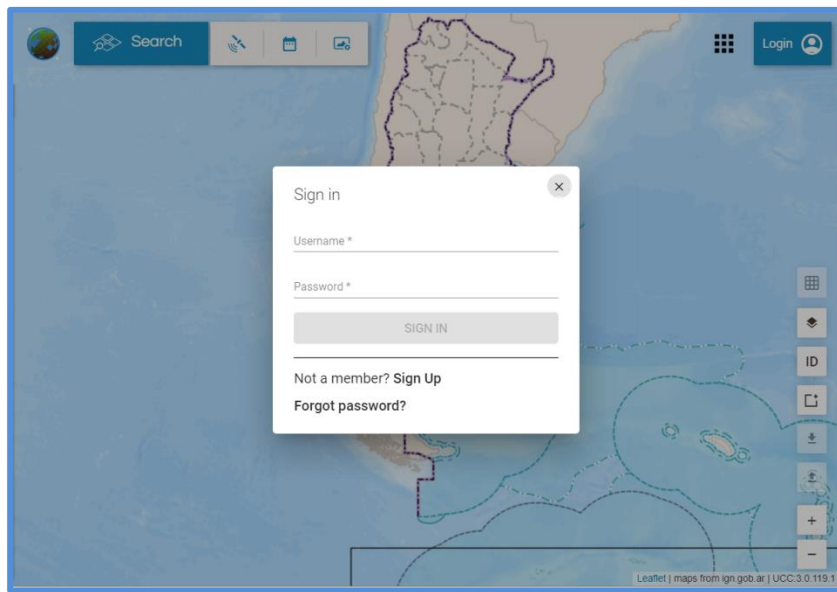 Search
Login
Sign in
Username *
Password *
SIGN IN
Not a member? Sign Up
Forgot password?
ID
+
−
Leaflet | maps from ign.gob.ar | UCC:3.0.119.1